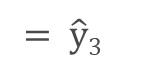 = ŷ₃